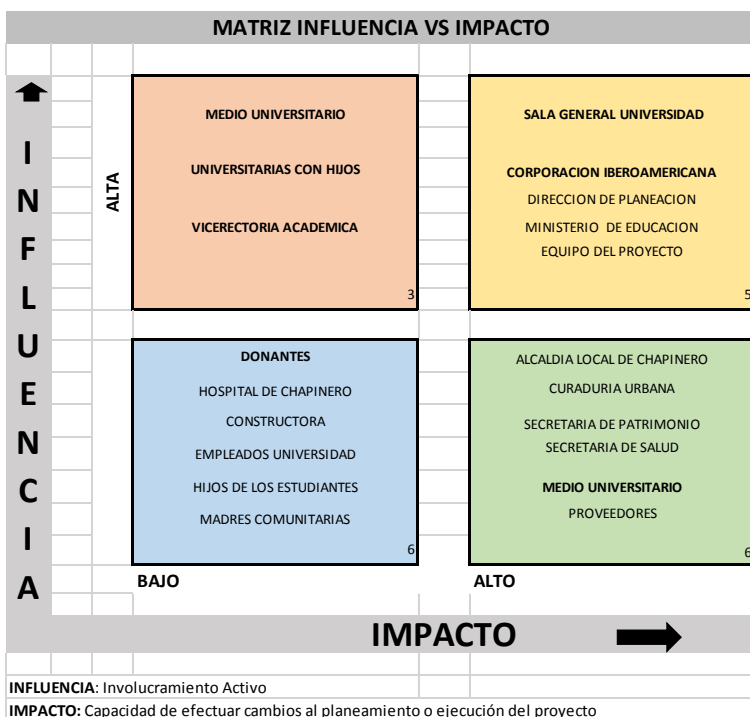 MATRIZ INFLUENCIA VS IMPACTO
INFLUENCIA
ALTA
MEDIO UNIVERSITARIO
UNIVERSITARIAS CON HIJOS
VICERECTORIA ACADEMICA
3
SALA GENERAL UNIVERSIDAD
CORPORACION IBEROAMERICANA
DIRECCION DE PLANEACION
MINISTERIO DE EDUCACION
EQUIPO DEL PROYECTO
5
DONANTES
HOSPITAL DE CHAPINERO
CONSTRUCTORA
EMPLEADOS UNIVERSIDAD
HIJOS DE LOS ESTUDIANTES
MADRES COMUNITARIAS
6
ALCALDIA LOCAL DE CHAPINERO
CURADURIA URBANA
SECRETARIA DE PATRIMONIO
SECRETARIA DE SALUD
MEDIO UNIVERSITARIO
PROVEEDORES
6
BAJO
ALTO
IMPACTO
INFLUENCIA: Involucramiento Activo
IMPACTO: Capacidad de efectuar cambios al planeamiento o ejecución del proyecto